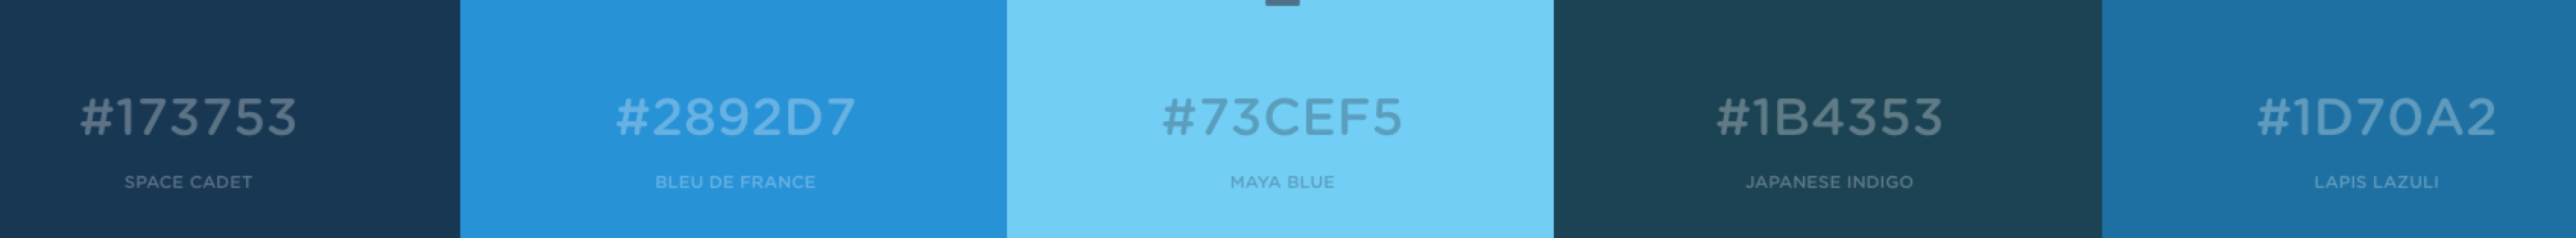 #173753
SPACE CADET
#2892D7
BLEU DE FRANCE
#73CEF5
MAYA BLUE
#1B4353
JAPANESE INDIGO
#1D70A2
LAPIS LAZULI